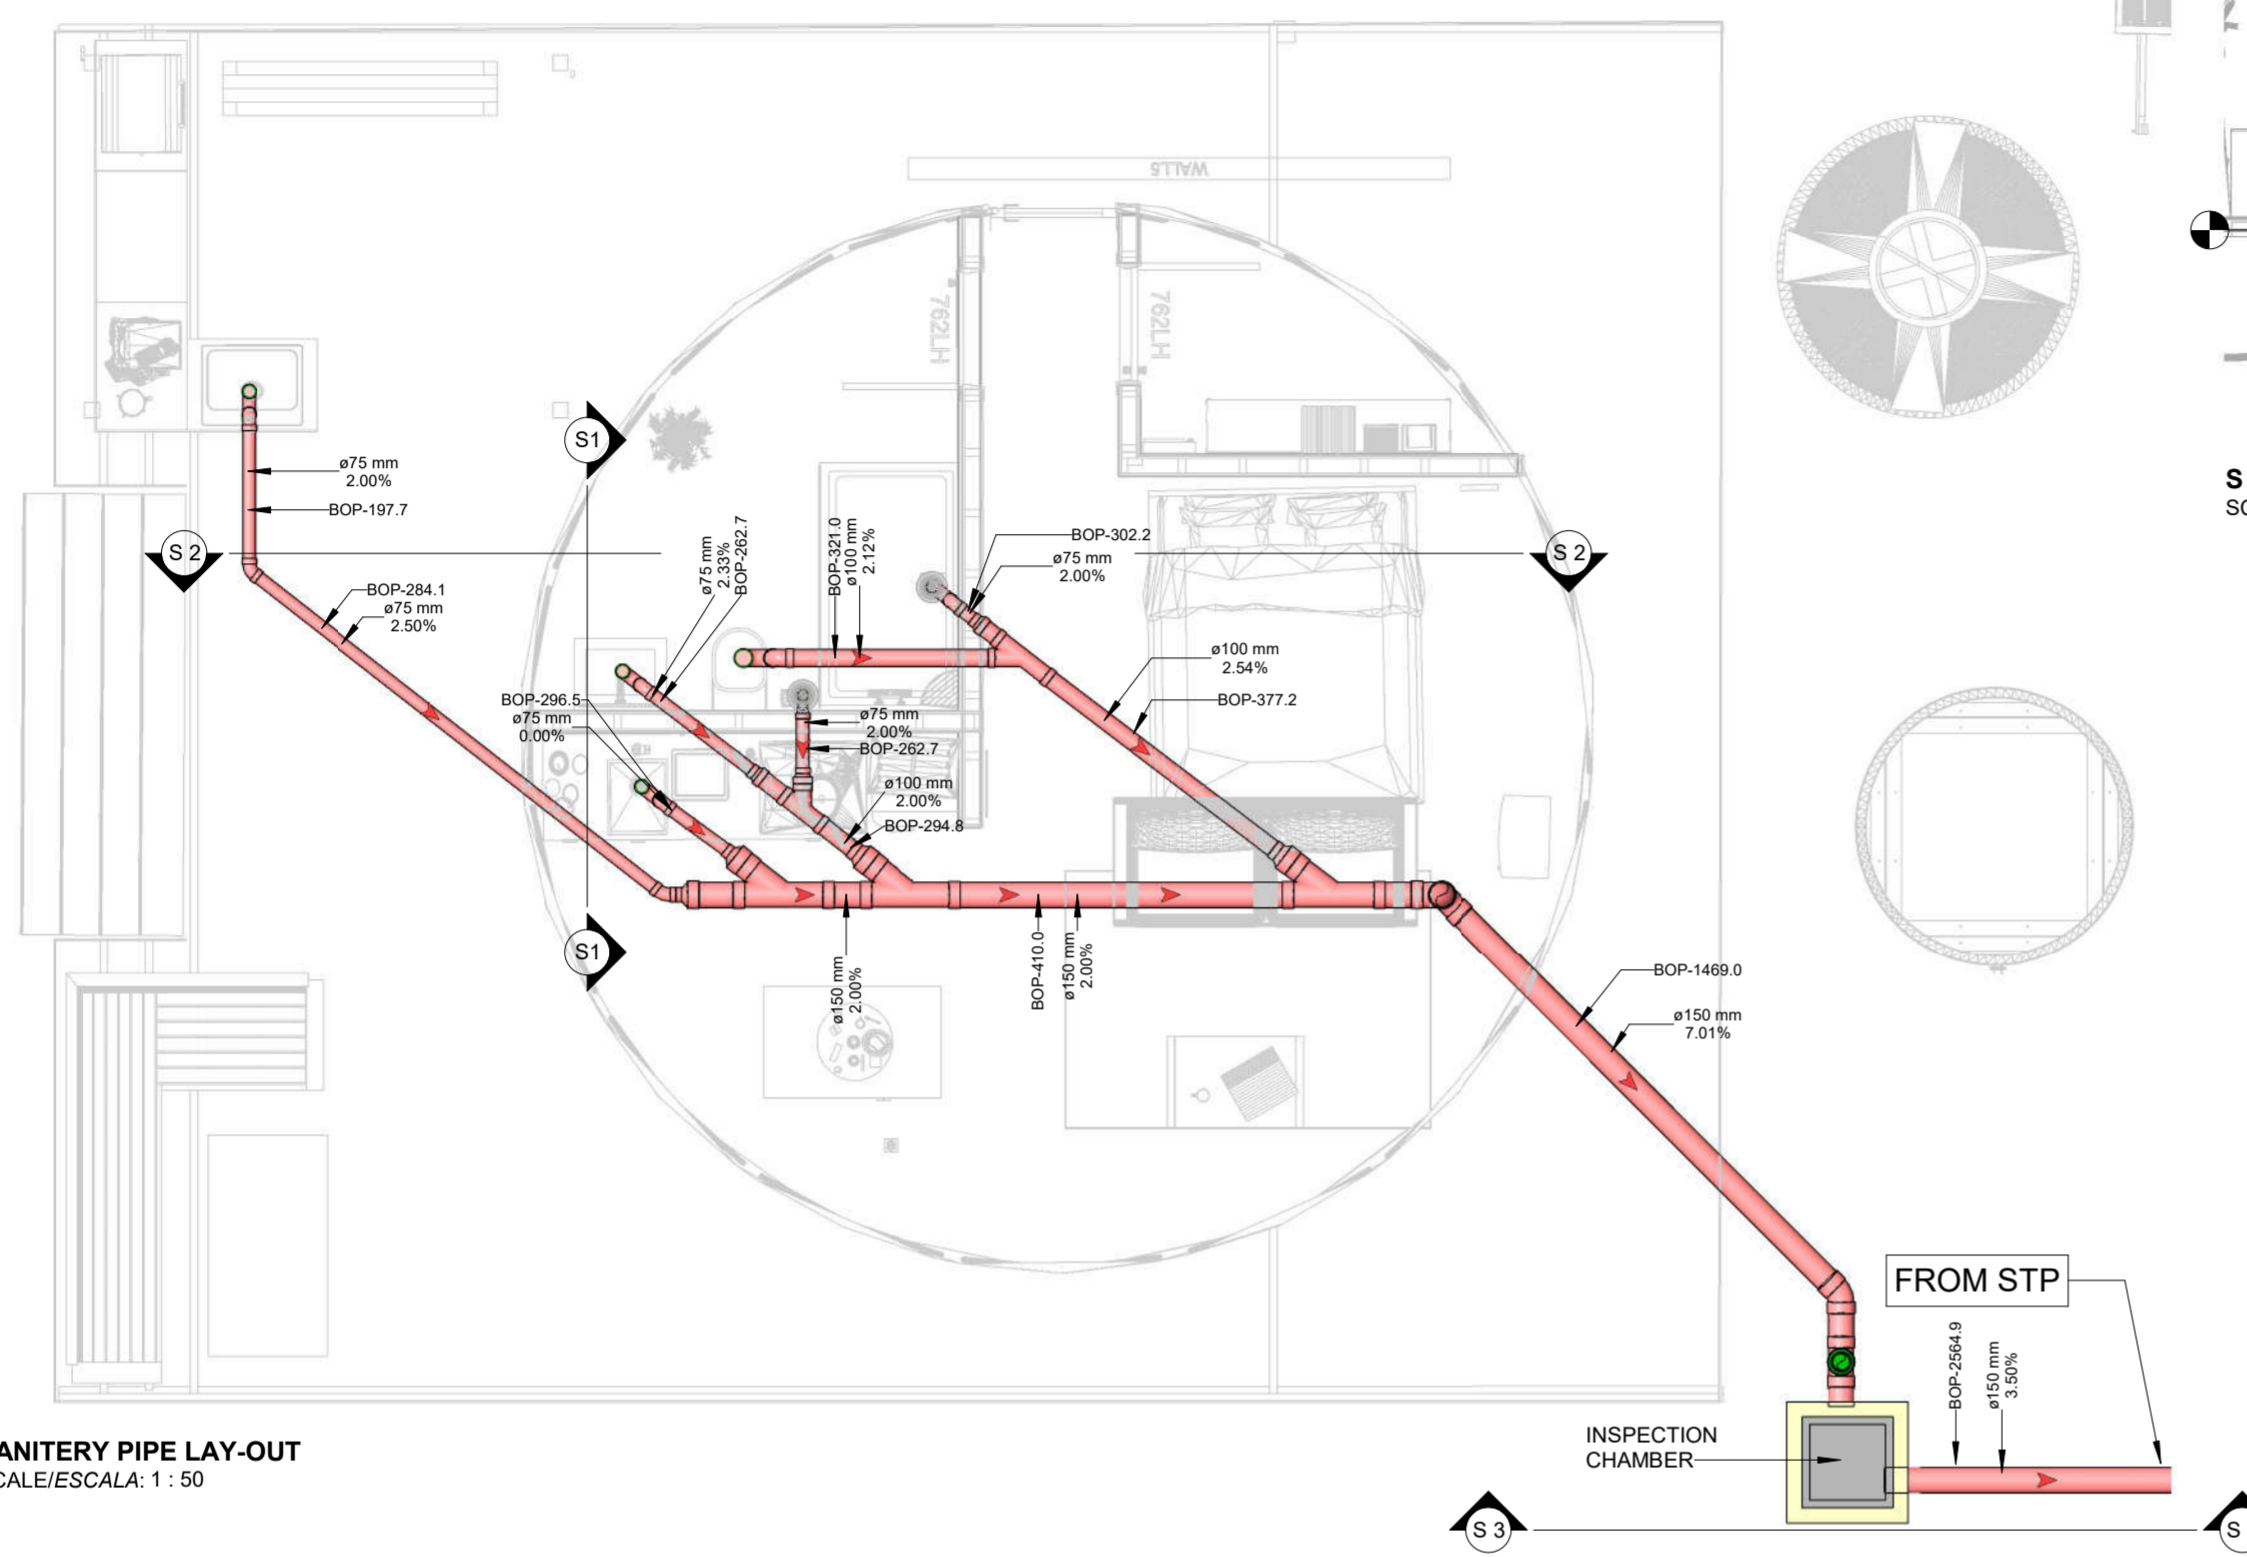 WALL5
762LH
762LH
S1
ø75 mm
2.00%
BOP-197.7
S 2
S 2
BOP-284.1
ø75 mm
2.50%
ø75 mm
2.33%
BOP-262.7
BOP-321.0
ø100 mm
2.12%
BOP-302.2
ø75 mm
2.00%
ø100 mm
2.54%
BOP-377.2
BOP-296.5
ø75 mm
0.00%
ø75 mm
2.00%
BOP-262.7
ø100 mm
2.00%
BOP-294.8
S1
ø150 mm
2.00%
BOP-410.0
ø150 mm
2.00%
BOP-1469.0
ø150 mm
7.01%
FROM STP
BOP-2564.9
ø150 mm
3.50%
INSPECTION
CHAMBER
ANITERY PIPE LAY-OUT
CALE/ESCALA: 1 : 50
S 3
S
S
SC